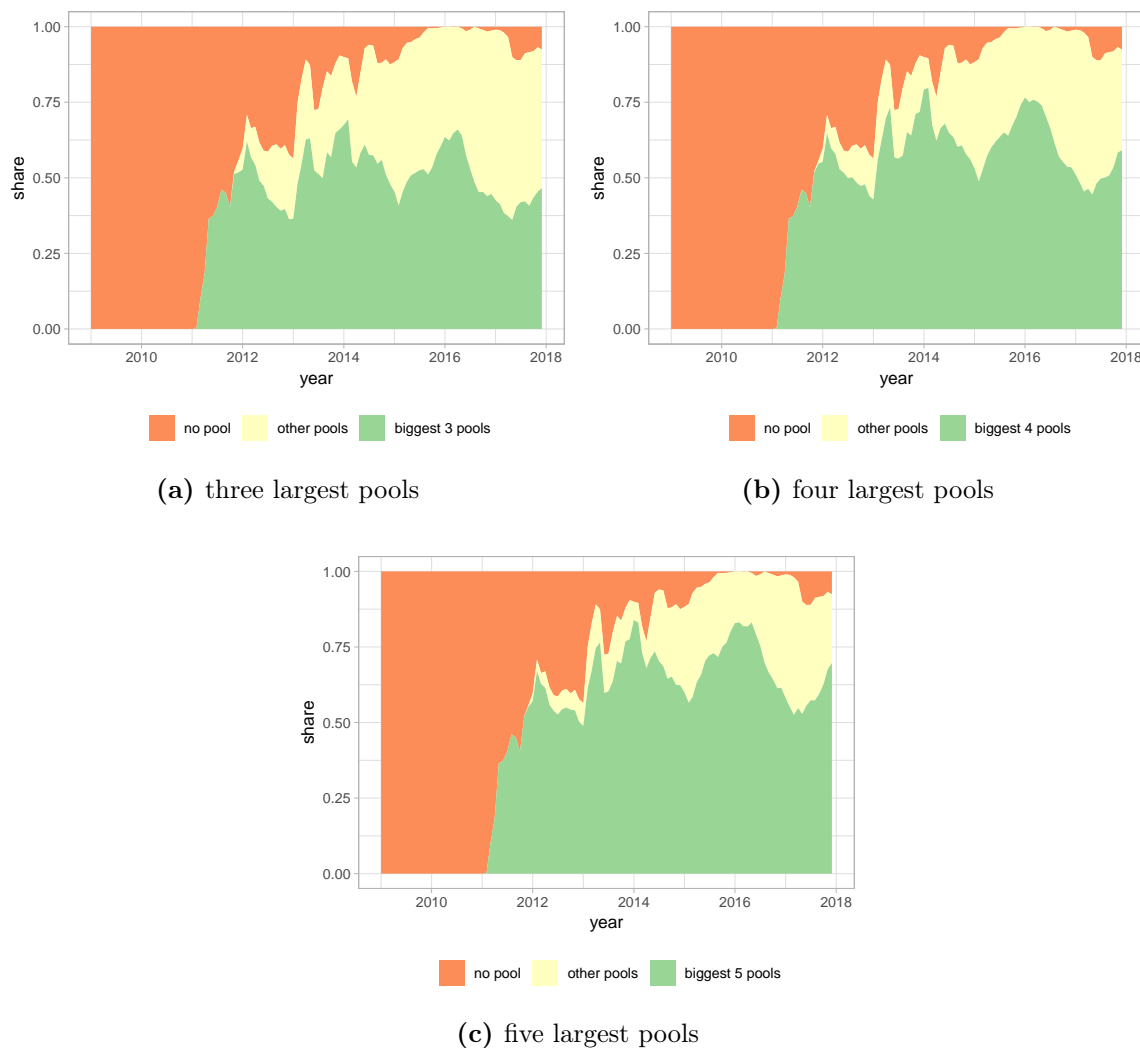 1.00
0.75
0.50
0.25
0.00
share
2010 2012 2014 2016 2018
year
no pool other pools biggest 3 pools
(a) three largest pools
1.00
0.75
0.50
0.25
0.00
share
2010 2012 2014 2016 2018
year
no pool other pools biggest 4 pools
(b) four largest pools
1.00
0.75
0.50
0.25
0.00
share
2010 2012 2014 2016 2018
year
no pool other pools biggest 5 pools
(c) five largest pools